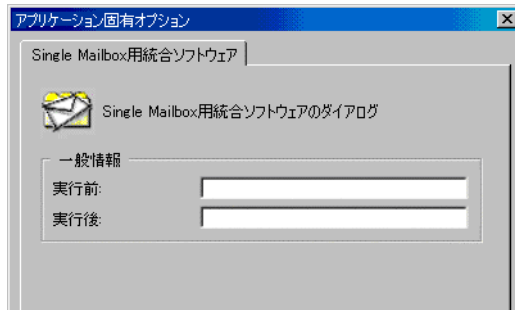 アプリケーション固有オプション
Single Mailbox用統合ソフトウェア
Single Mailbox用統合ソフトウェアのダイアログ
一般情報
実行前:
実行後: